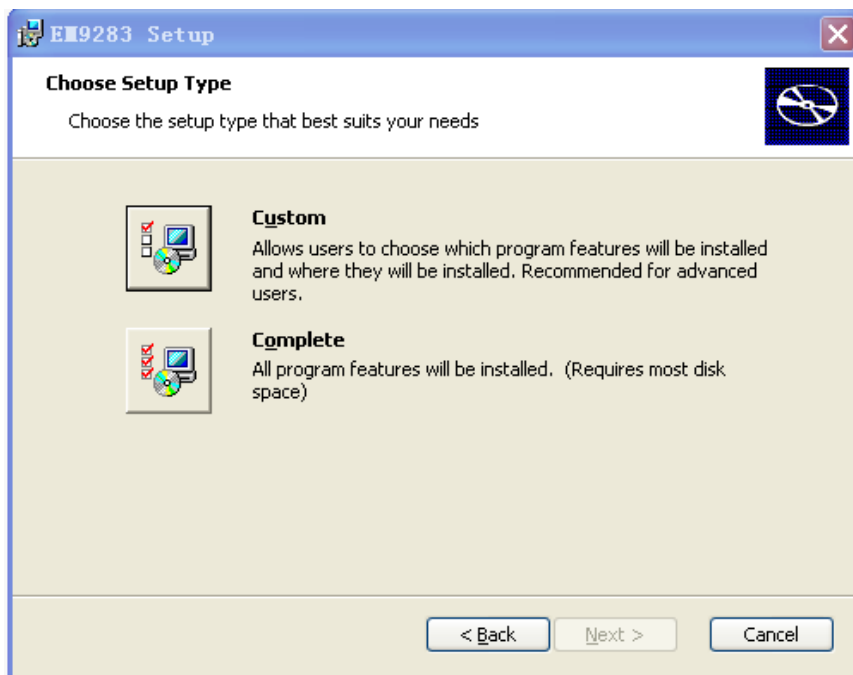 EM9283 Setup
Choose Setup Type
Choose the setup type that best suits your needs
Custom
Allows users to choose which program features will be installed
and where they will be installed. Recommended for advanced
users.
Complete
All program features will be installed. (Requires most disk
space)
< Back Next > Cancel